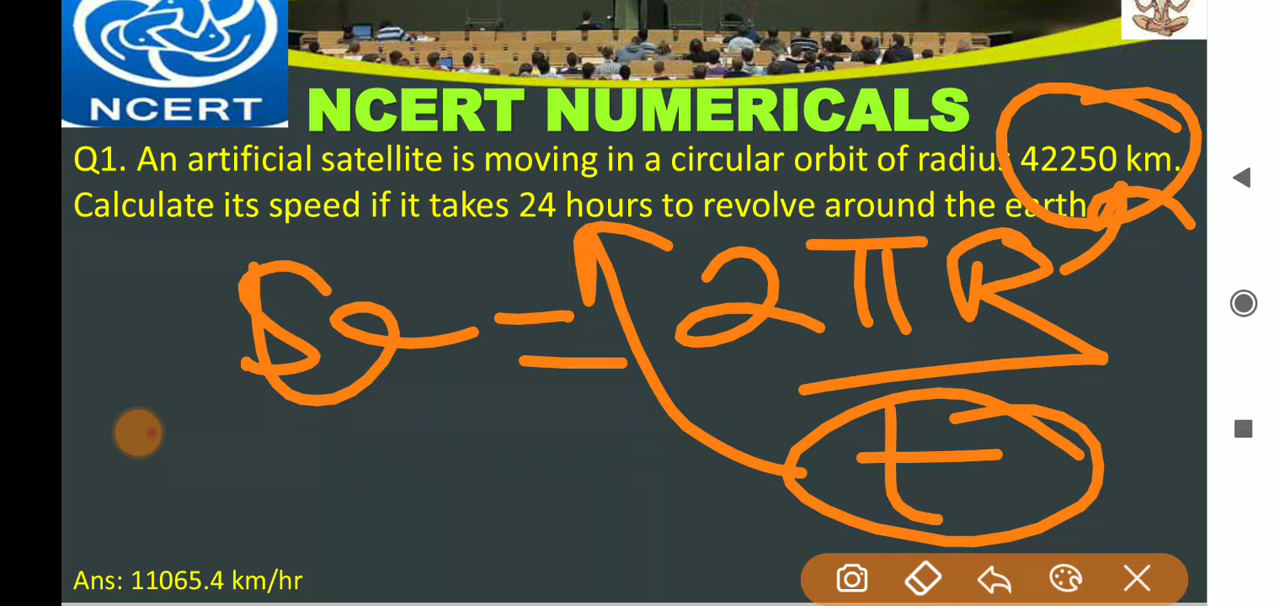 NCERT
NCERT NUMERICALS
Q1. An artificial satellite is moving in a circular orbit of radius 42250 km.
Calculate its speed if it takes 24 hours to revolve around the earth
= 2πR
t
Ans: 11065.4 km/hr